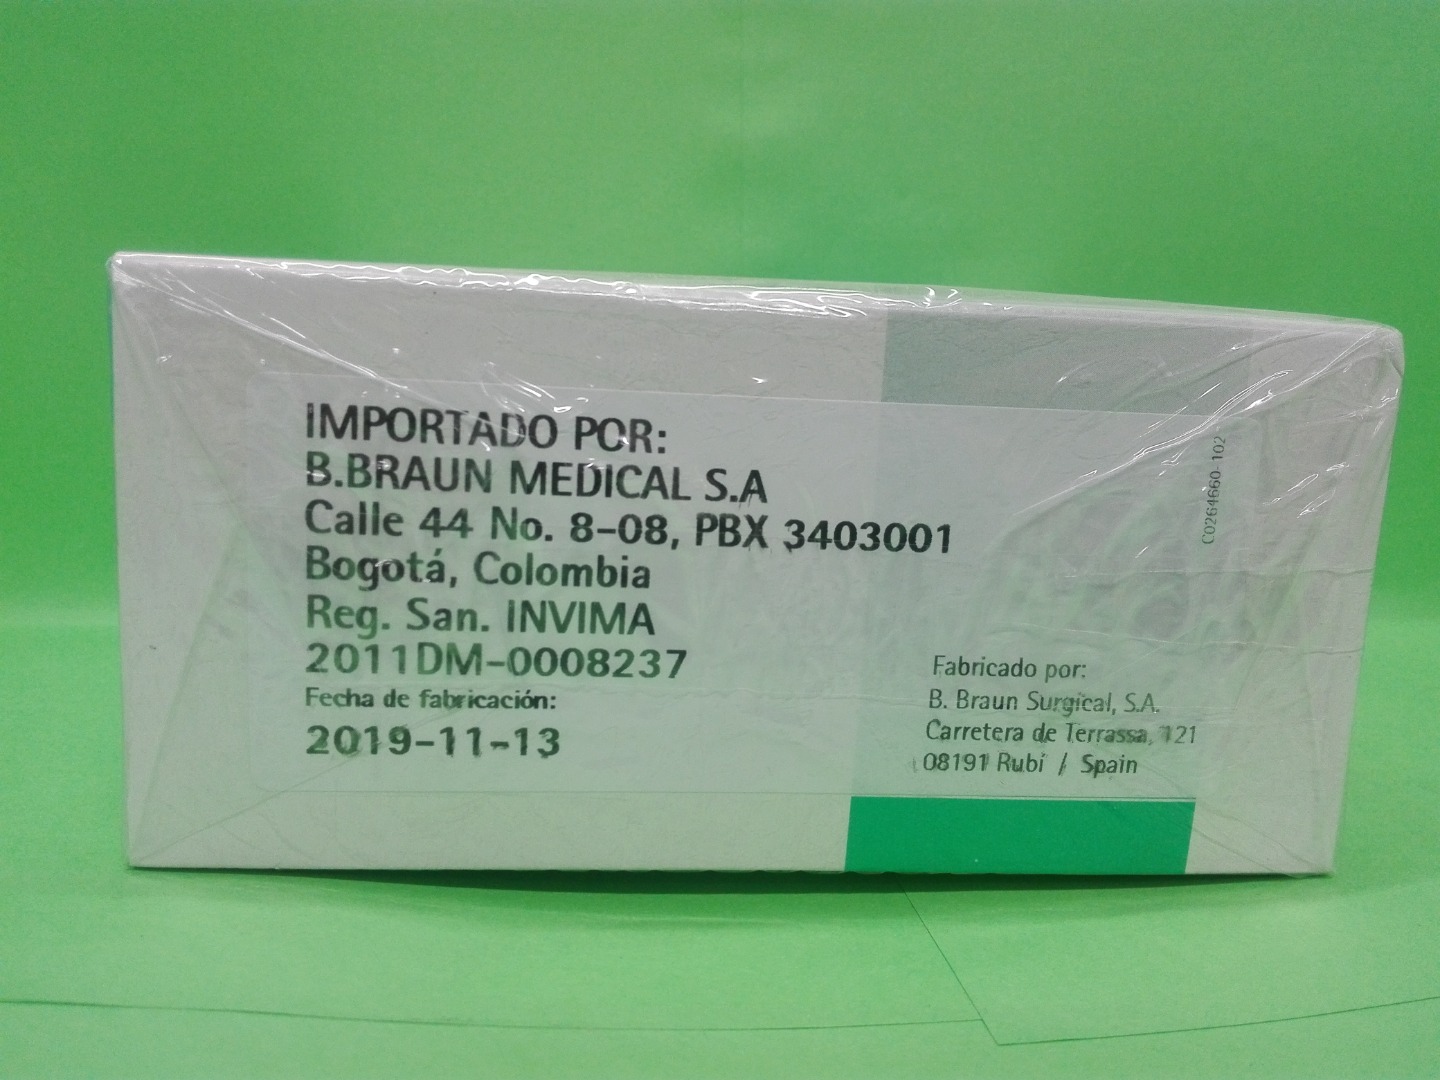 IMPORTADO POR:
B.BRAUN MEDICAL S.A
Calle 44 No. 8-08, PBX 3403001
Bogotá, Colombia
Reg. San. INVIMA
2011DM-0008237
Fecha de fabricación:
2019-11-13
C0264660-102
Fabricado por:
B. Braun Surgical, S.A.
Carretera de Terrassa, 121
08191 Rubí / Spain